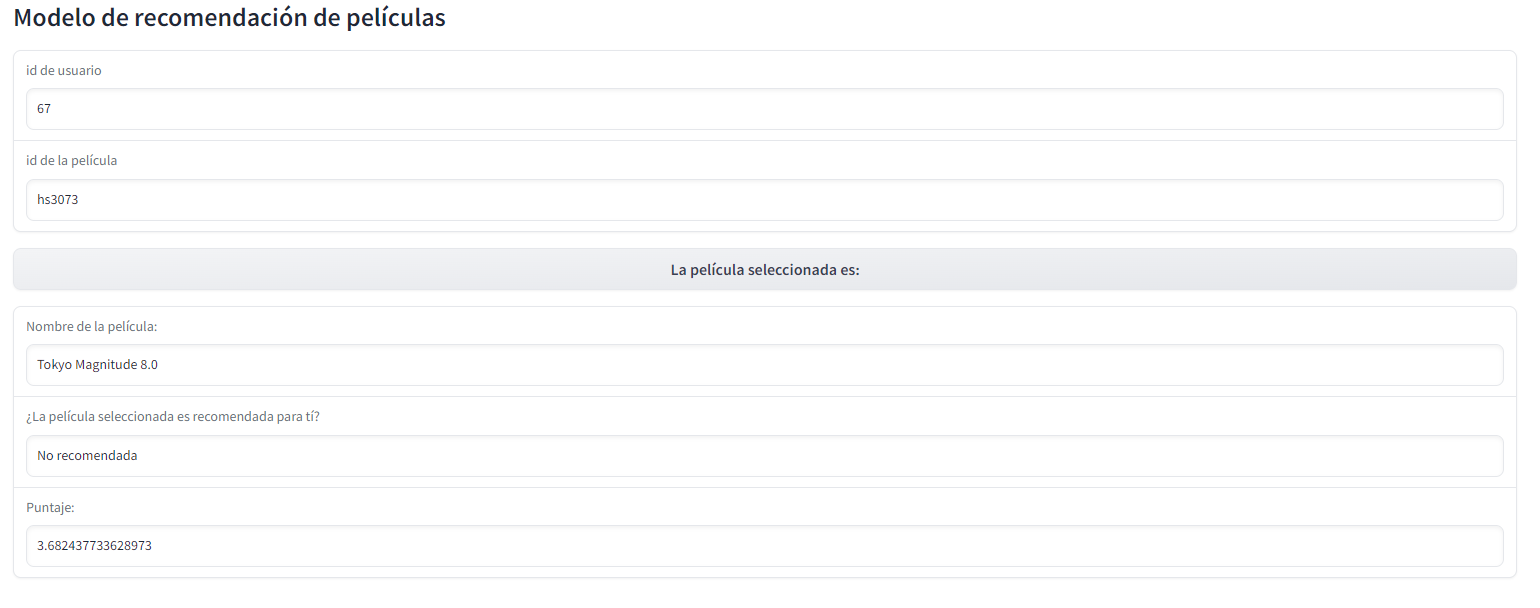 Modelo de recomendación de películas
id de usuario
67
id de la película
hs3073
La película seleccionada es:
Nombre de la película:
Tokyo Magnitude 8.0
¿La película seleccionada es recomendada para tí?
No recomendada
Puntaje:
3.682437733628973